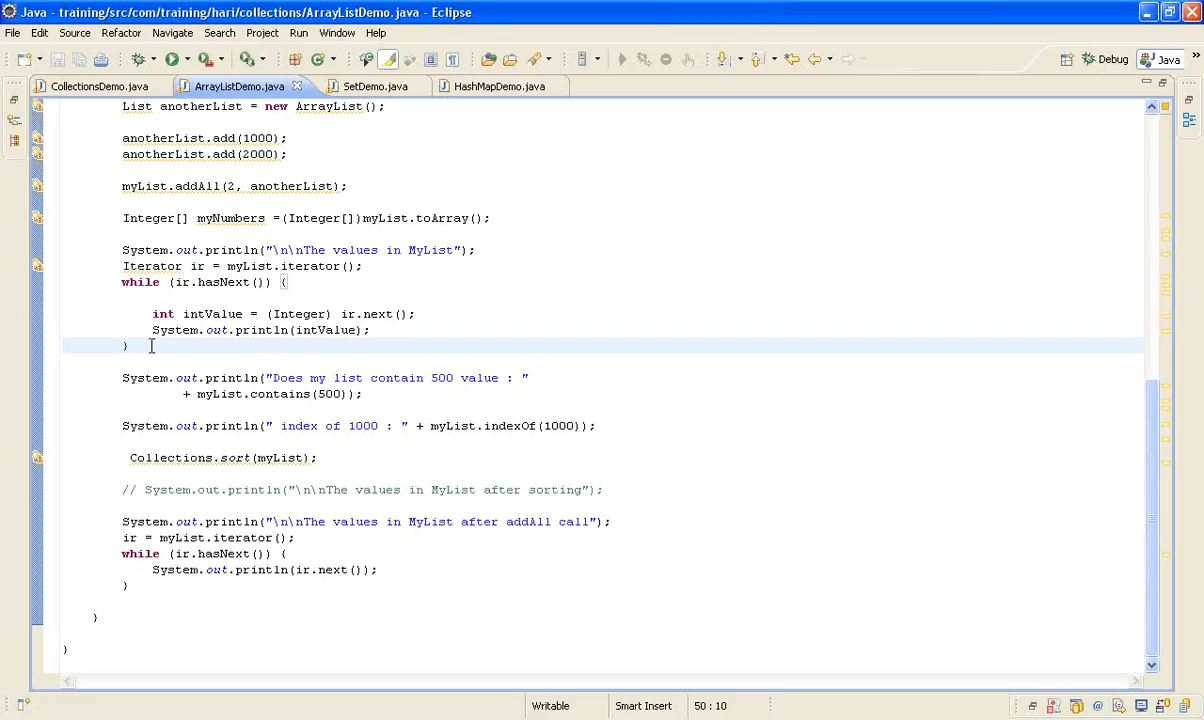 Java - training/src/com/training/hari/collections/ArrayListDemo.java - Eclipse
File Edit Source Refactor Navigate Search Project Run Window Help
Debug Java
CollectionsDemo.java ArrayListDemo.java SetDemo.java HashMapDemo.java
List anotherList = new ArrayList();
anotherList.add(1000);
anotherList.add(2000);
myList.addAll(2, anotherList);
Integer[] myNumbers =(Integer[])myList.toArray();
System.out.println("\n\nThe values in MyList");
Iterator ir = myList.iterator();
while (ir.hasNext()) {
int intValue = (Integer) ir.next();
System.out.println(intValue);
}
System.out.println("Does my list contain 500 value : "
+ myList.contains(500));
System.out.println(" index of 1000 : " + myList.indexOf(1000));
Collections.sort(myList);
// System.out.println("\n\nThe values in MyList after sorting");
System.out.println("\n\nThe values in MyList after addAll call");
ir = myList.iterator();
while (ir.hasNext()) {
System.out.println(ir.next());
}
}
}
Writable Smart Insert 50 : 10